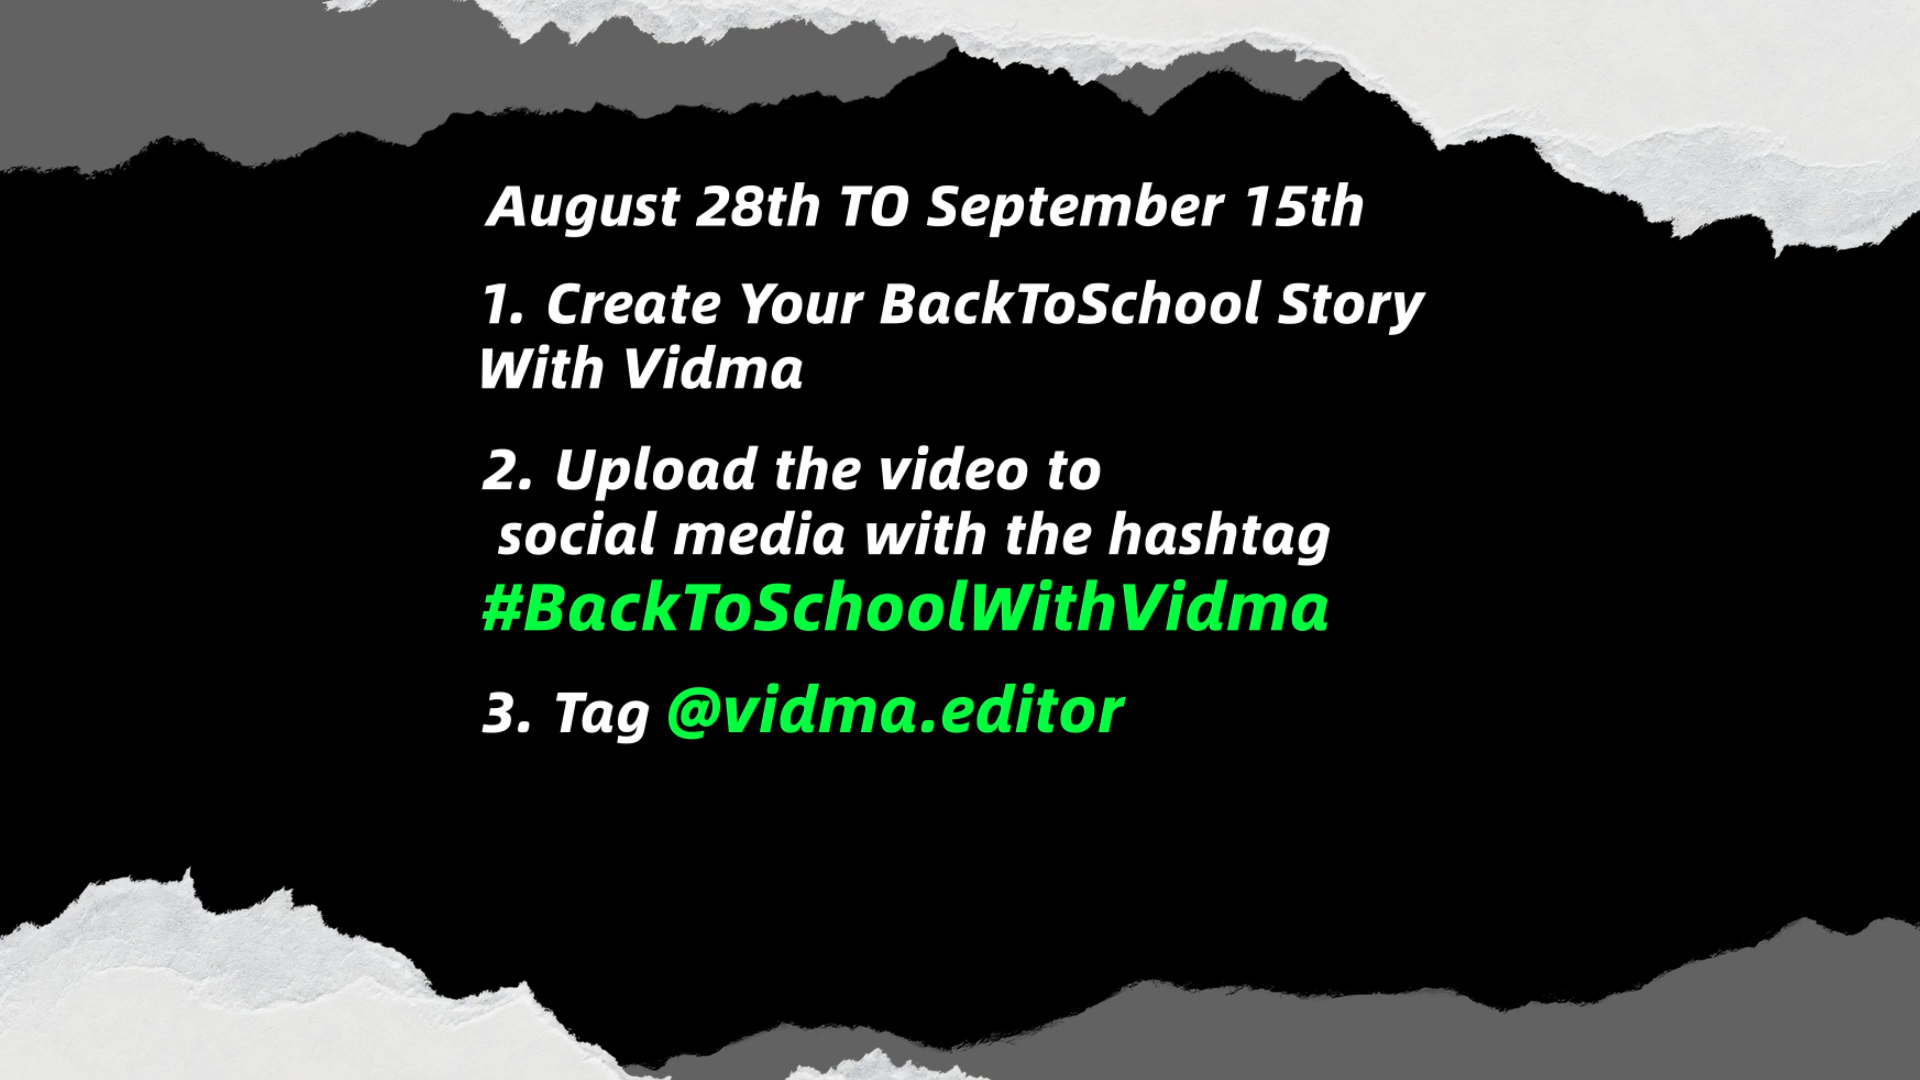 August 28th TO September 15th
1. Create Your BackToSchool Story
With Vidma
2. Upload the video to
social media with the hashtag
#BackToSchoolWithVidma
3. Tag @vidma.editor